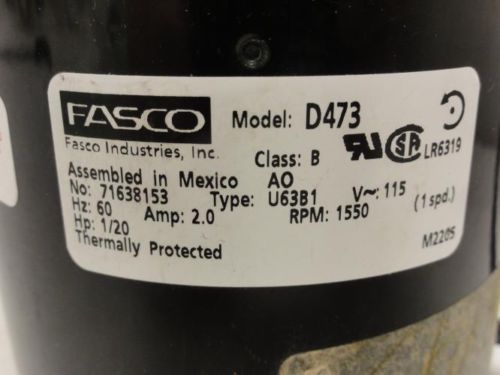 FASCO
Model: D473
Fasco Industries, Inc.
Class: B
LR6319
Assembled in Mexico AO
No: 71638153 Type: U63B1 V~: 115
Hz: 60 Amp: 2.0 RPM: 1550 (1 spd.)
Hp: 1/20
Thermally Protected
M2205